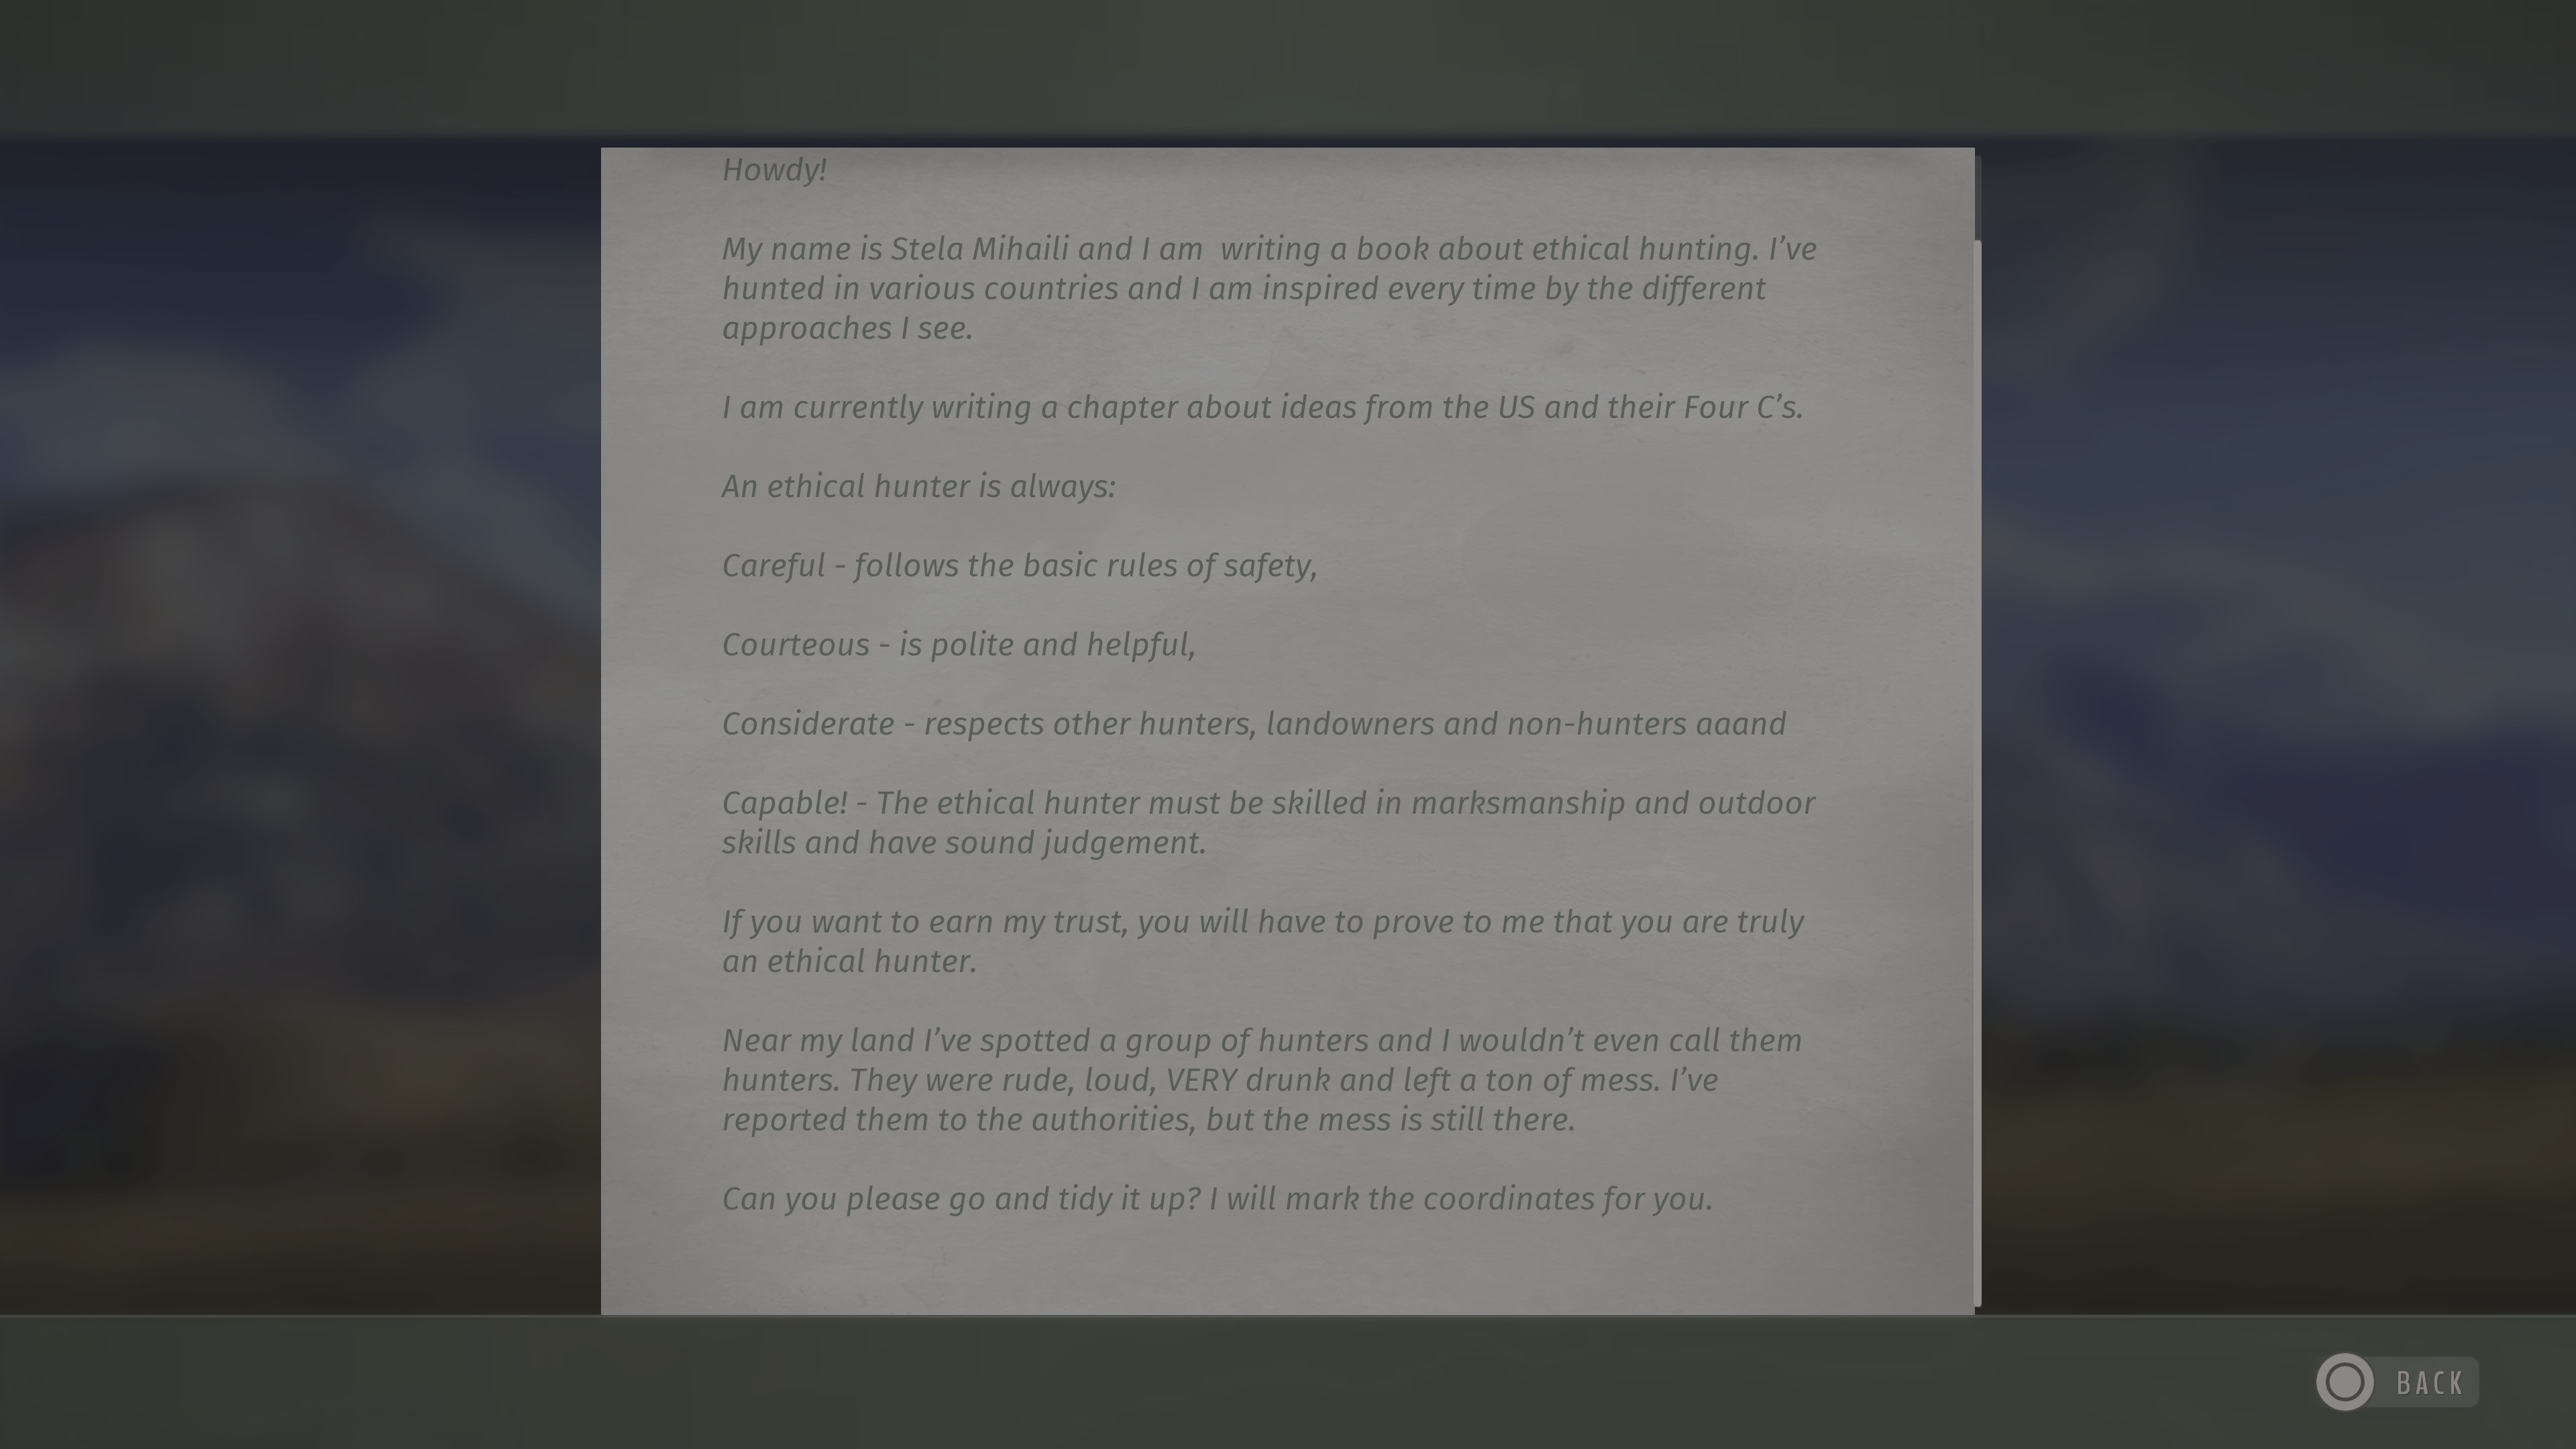 Howdy!
My name is Stela Mihaili and I am  writing a book about ethical hunting. I’ve
hunted in various countries and I am inspired every time by the different
approaches I see.
I am currently writing a chapter about ideas from the US and their Four C’s.
An ethical hunter is always:
Careful - follows the basic rules of safety,
Courteous - is polite and helpful,
Considerate - respects other hunters, landowners and non-hunters aaand
Capable! - The ethical hunter must be skilled in marksmanship and outdoor
skills and have sound judgement.
If you want to earn my trust, you will have to prove to me that you are truly
an ethical hunter.
Near my land I’ve spotted a group of hunters and I wouldn’t even call them
hunters. They were rude, loud, VERY drunk and left a ton of mess. I’ve
reported them to the authorities, but the mess is still there.
Can you please go and tidy it up? I will mark the coordinates for you.
BACK